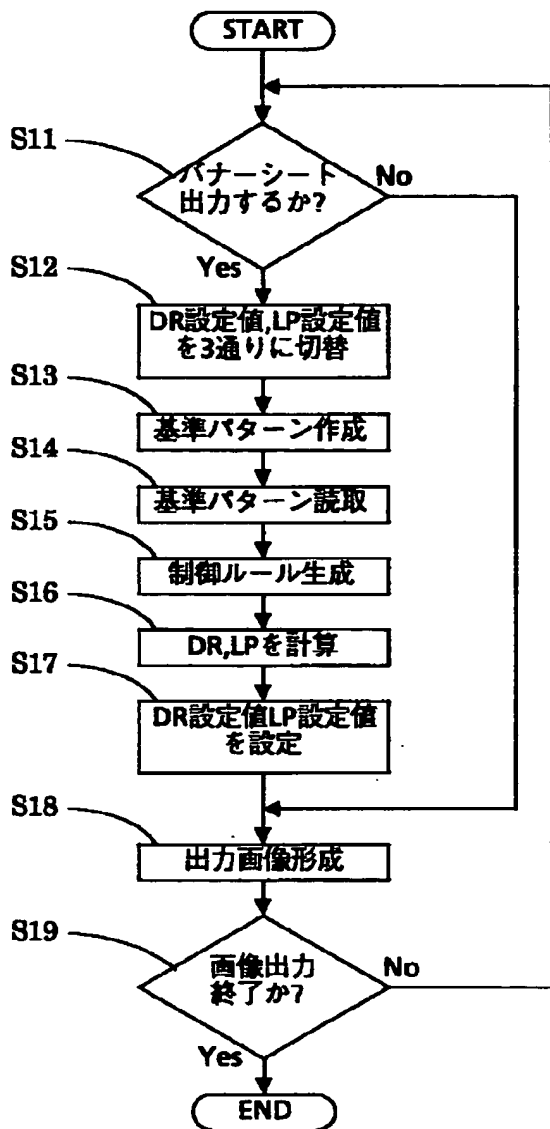 START
S11
バナーシート
出力するか?
No
Yes
S12
DR設定値,LP設定値
を3通りに切替
S13
基準パターン作成
S14
基準パターン読取
S15
制御ルール生成
S16
DR,LPを計算
S17
DR設定値LP設定値
を設定
S18
出力画像形成
S19
画像出力
終了か?
No
Yes
END